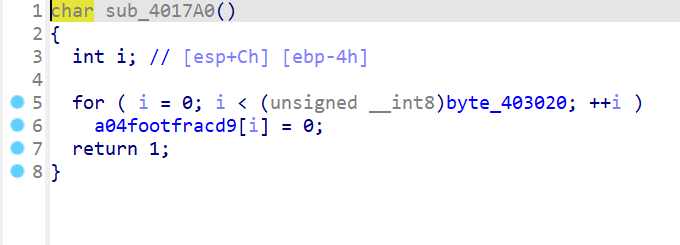 1 char sub_4017A0()
2 {
3   int i; // [esp+Ch] [ebp-4h]
4
5   for ( i = 0; i < (unsigned __int8)byte_403020; ++i )
6     a04footfracd9[i] = 0;
7   return 1;
8 }